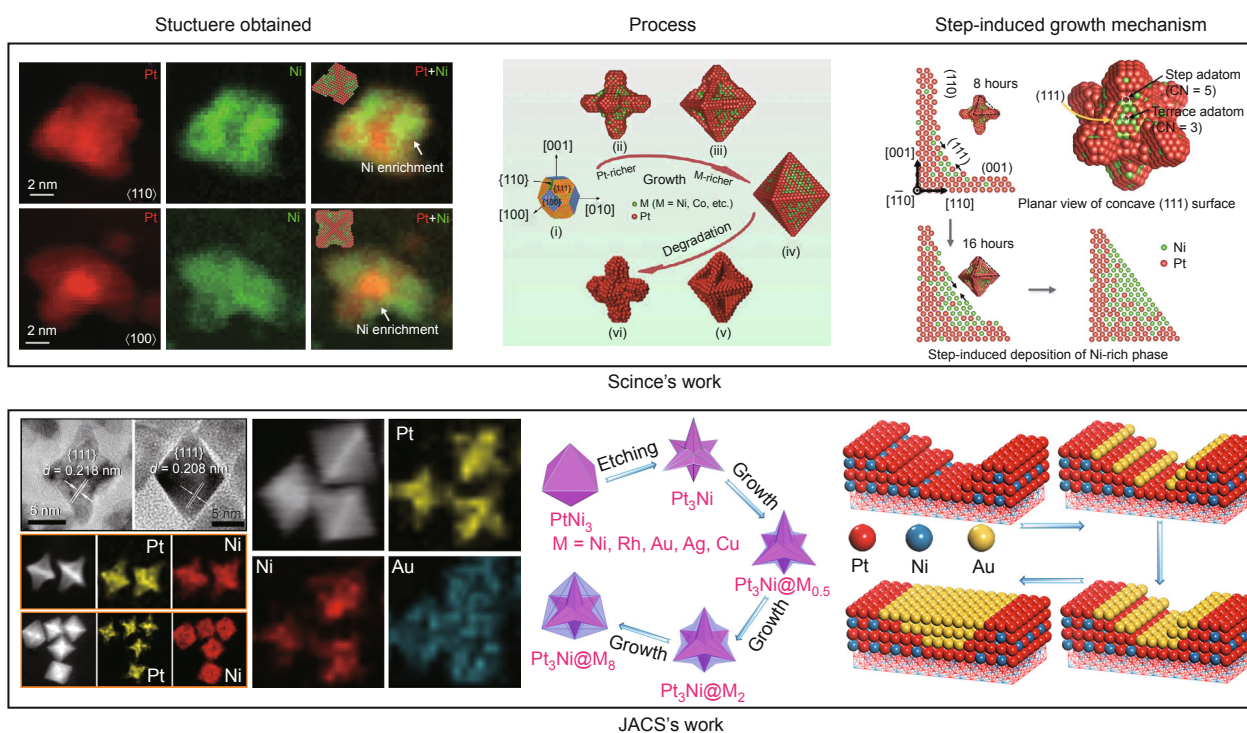 Stuctuere obtained
Process
Step-induced growth mechanism
Pt
Ni
Pt+Ni
Ni enrichment
2 nm
⟨110⟩
Pt
Ni
Pt+Ni
Ni enrichment
2 nm
⟨100⟩
(ii)
(iii)
[001]
{110}
{111}
{100}
[100]
[010]
(i)
Pt-richer
Growth
M-richer
M (M = Ni, Co, etc.)
Pt
Degradation
(iv)
(vi)
(v)
(110)
8 hours
(111)
Step adatom
(CN = 5)
Terrace adatom
(CN = 3)
[001]
(111)
(001)
[1̅10]
[110]
Planar view of concave (111) surface
16 hours
Ni
Pt
Step-induced deposition of Ni-rich phase
Scince's work
{111}
d = 0.218 nm
5 nm
{111}
d = 0.208 nm
5 nm
Pt
Ni
Pt
Ni
Pt
Ni
Au
Etching
Pt₃Ni
Growth
PtNi₃
M = Ni, Rh, Au, Ag, Cu
Pt₃Ni@M₀.₅
Growth
Pt₃Ni@M₈
Growth
Pt₃Ni@M₂
Pt
Ni
Au
JACS's work